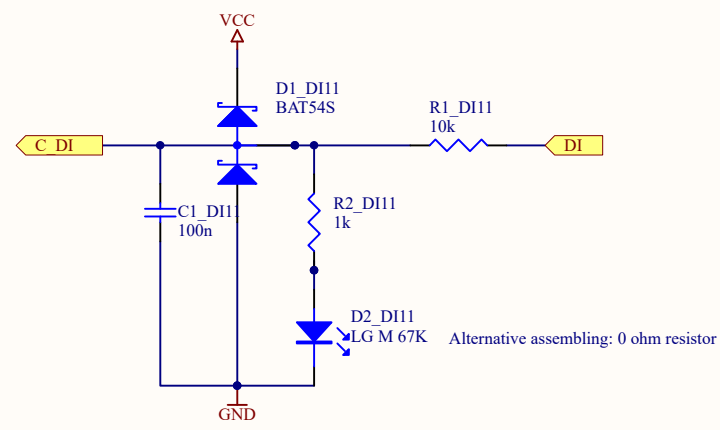 VCC
D1_DI11
BAT54S
R1_DI11
10k
C_DI
DI
R2_DI11
1k
C1_DI11
100n
D2_DI11
LG M 67K
Alternative assembling: 0 ohm resistor
GND